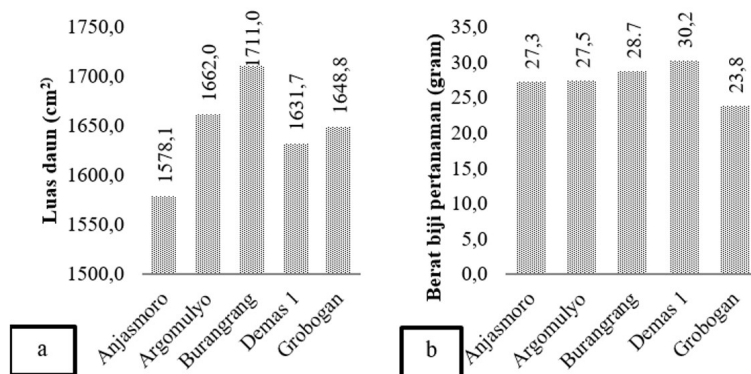 Luas daun (cm²)
1750,0
1700,0
1650,0
1600,0
1550,0
1500,0
1578,1
1662,0
1711,0
1631,7
1648,8
Anjasmoro
Argomulyo
Burangrang
Demas 1
Grobogan
a
Berat biji pertanaman (gram)
35,0
30,0
25,0
20,0
15,0
10,0
5,0
0,0
27,3
27,5
28.7
30,2
23,8
Anjasmoro
Argomulyo
Burangrang
Demas 1
Grobogan
b